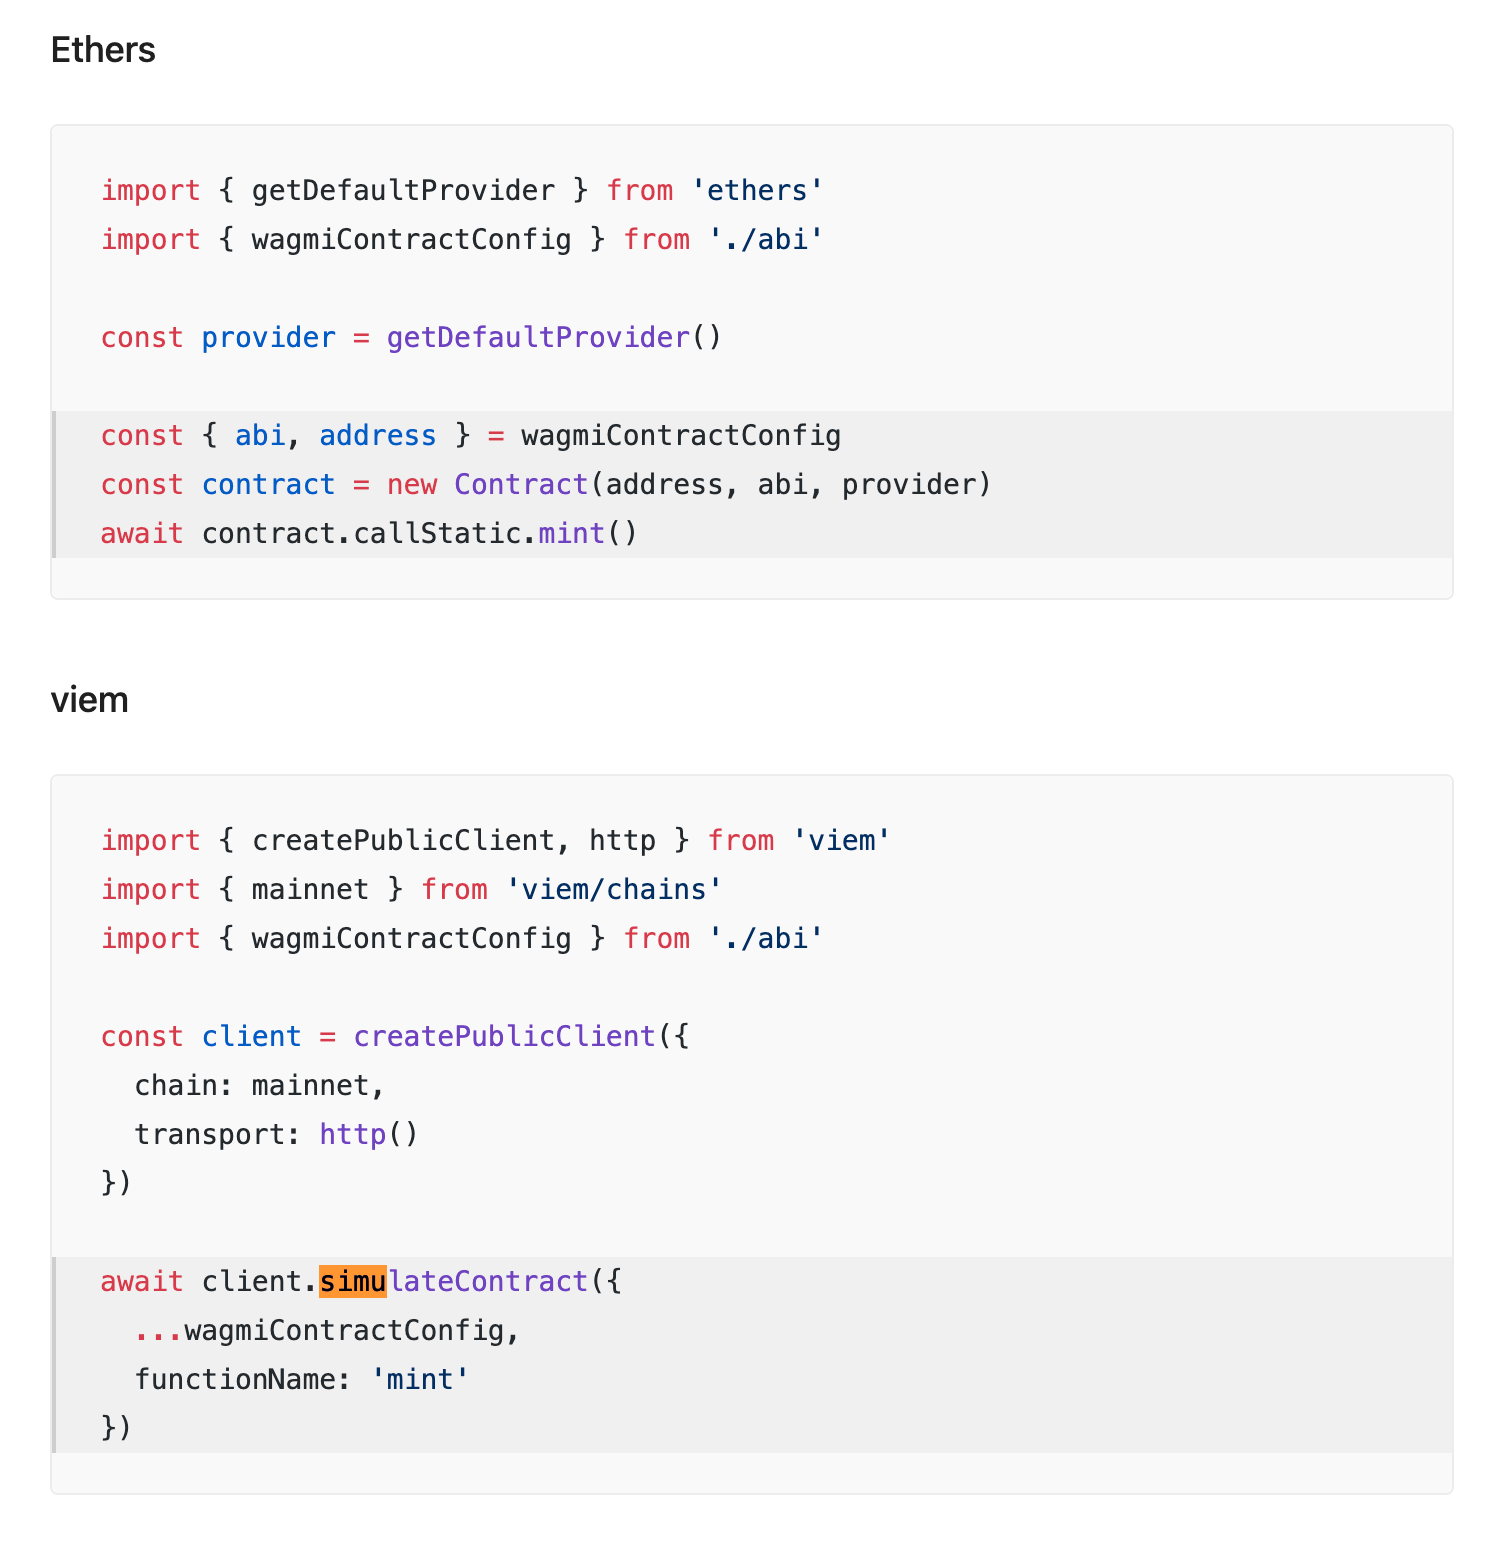 Ethers
import { getDefaultProvider } from 'ethers'
import { wagmiContractConfig } from './abi'
const provider = getDefaultProvider()
const { abi, address } = wagmiContractConfig
const contract = new Contract(address, abi, provider)
await contract.callStatic.mint()
viem
import { createPublicClient, http } from 'viem'
import { mainnet } from 'viem/chains'
import { wagmiContractConfig } from './abi'
const client = createPublicClient({
  chain: mainnet,
  transport: http()
})
await client.simulateContract({
  ...wagmiContractConfig,
  functionName: 'mint'
})